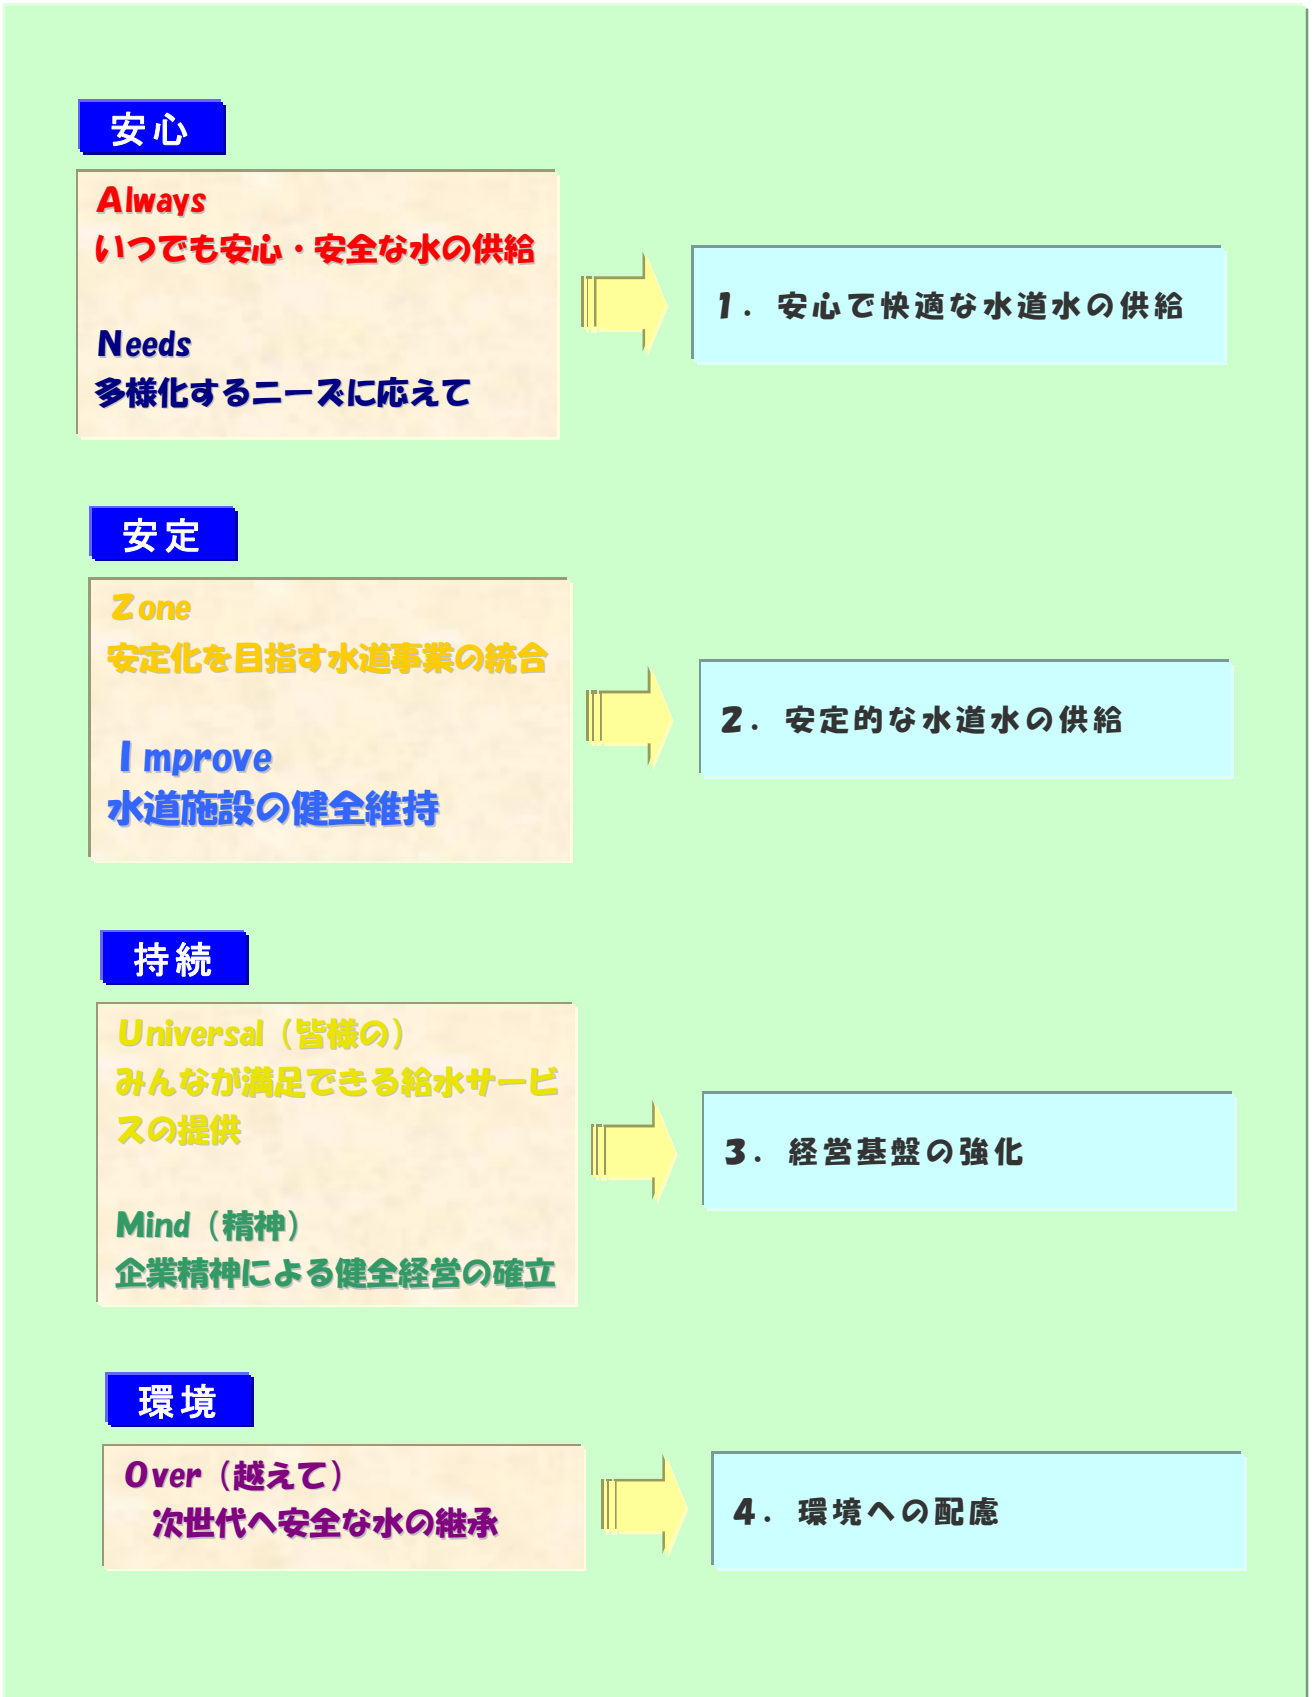 安心
Always
いつでも安心・安全な水の供給
Needs
多様化するニーズに応えて
1．安心で快適な水道水の供給
安定
Zone
安定化を目指す水道事業の統合
Improve
水道施設の健全維持
2．安定的な水道水の供給
持続
Universal（皆様の）
みんなが満足できる給水サービ
スの提供
Mind（精神）
企業精神による健全経営の確立
3．経営基盤の強化
環境
Over（越えて）
次世代へ安全な水の継承
4．環境への配慮